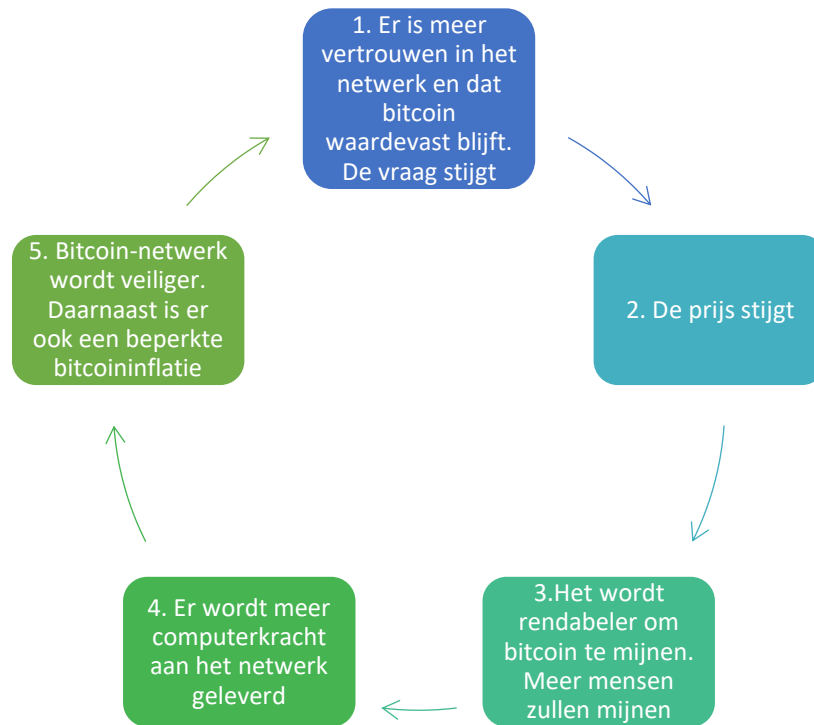 1. Er is meer
vertrouwen in het
netwerk en dat
bitcoin
waardevast blijft.
De vraag stijgt
2. De prijs stijgt
3.Het wordt
rendabeler om
bitcoin te mijnen.
Meer mensen
zullen mijnen
4. Er wordt meer
computerkracht
aan het netwerk
geleverd
5. Bitcoin-netwerk
wordt veiliger.
Daarnaast is er
ook een beperkte
bitcoininflatie